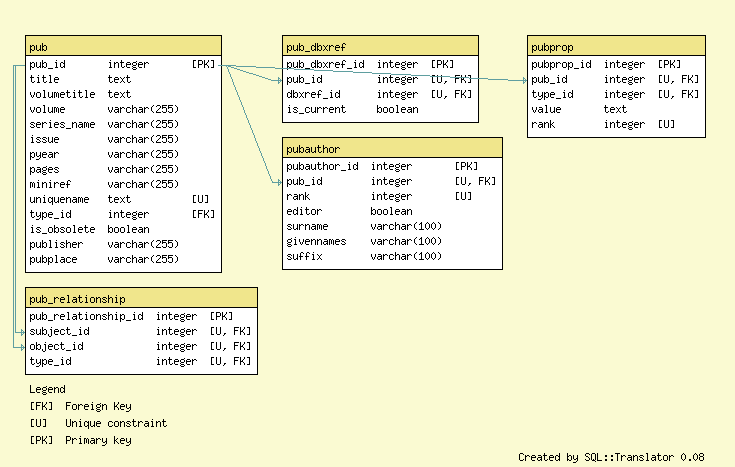 pub
pub_id integer [PK]
title text
volumetitle text
volume varchar(255)
series_name varchar(255)
issue varchar(255)
pyear varchar(255)
pages varchar(255)
miniref varchar(255)
uniquename text [U]
type_id integer [FK]
is_obsolete boolean
publisher varchar(255)
pubplace varchar(255)
pub_dbxref
pub_dbxref_id integer [PK]
pub_id integer [U, FK]
dbxref_id integer [U, FK]
is_current boolean
pubprop
pubprop_id integer [PK]
pub_id integer [U, FK]
type_id integer [U, FK]
value text
rank integer [U]
pubauthor
pubauthor_id integer [PK]
pub_id integer [U, FK]
rank integer [U]
editor boolean
surname varchar(100)
givennames varchar(100)
suffix varchar(100)
pub_relationship
pub_relationship_id integer [PK]
subject_id integer [U, FK]
object_id integer [U, FK]
type_id integer [U, FK]
Legend
[FK] Foreign Key
[U] Unique constraint
[PK] Primary key
Created by SQL::Translator 0.08